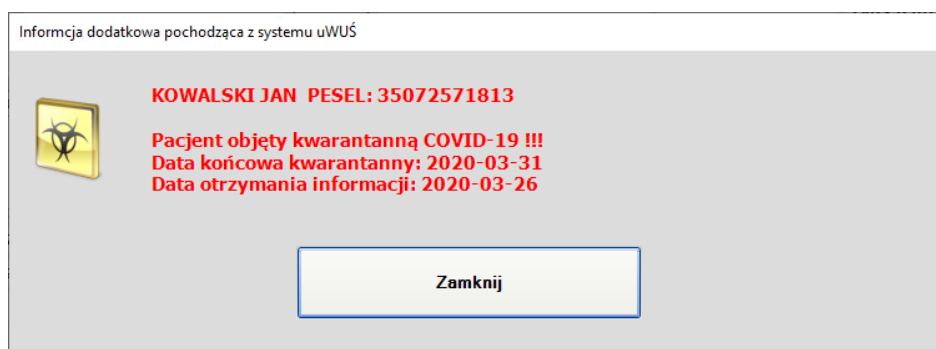 Informcja dodatkowa pochodząca z systemu uWUŚ
KOWALSKI JAN PESEL: 35072571813
Pacjent objęty kwarantanną COVID-19 !!!
Data końcowa kwarantanny: 2020-03-31
Data otrzymania informacji: 2020-03-26
Zamknij